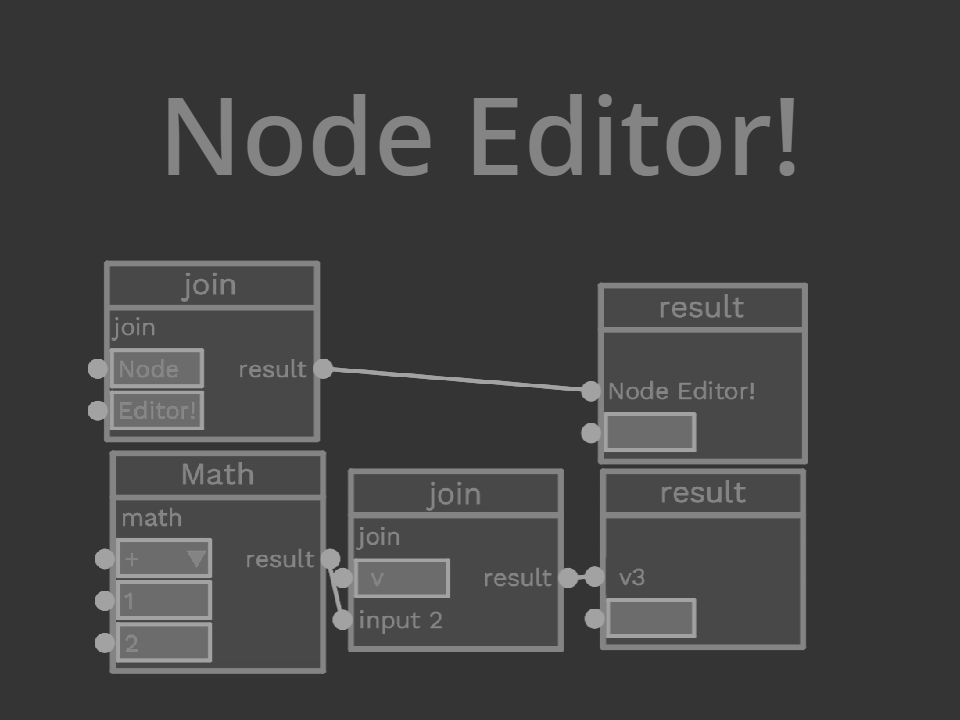 Node Editor!
join
join
Node
result
Editor!
result
Node Editor!
Math
math
+
result
1
2
join
join
v
result
input 2
result
v3